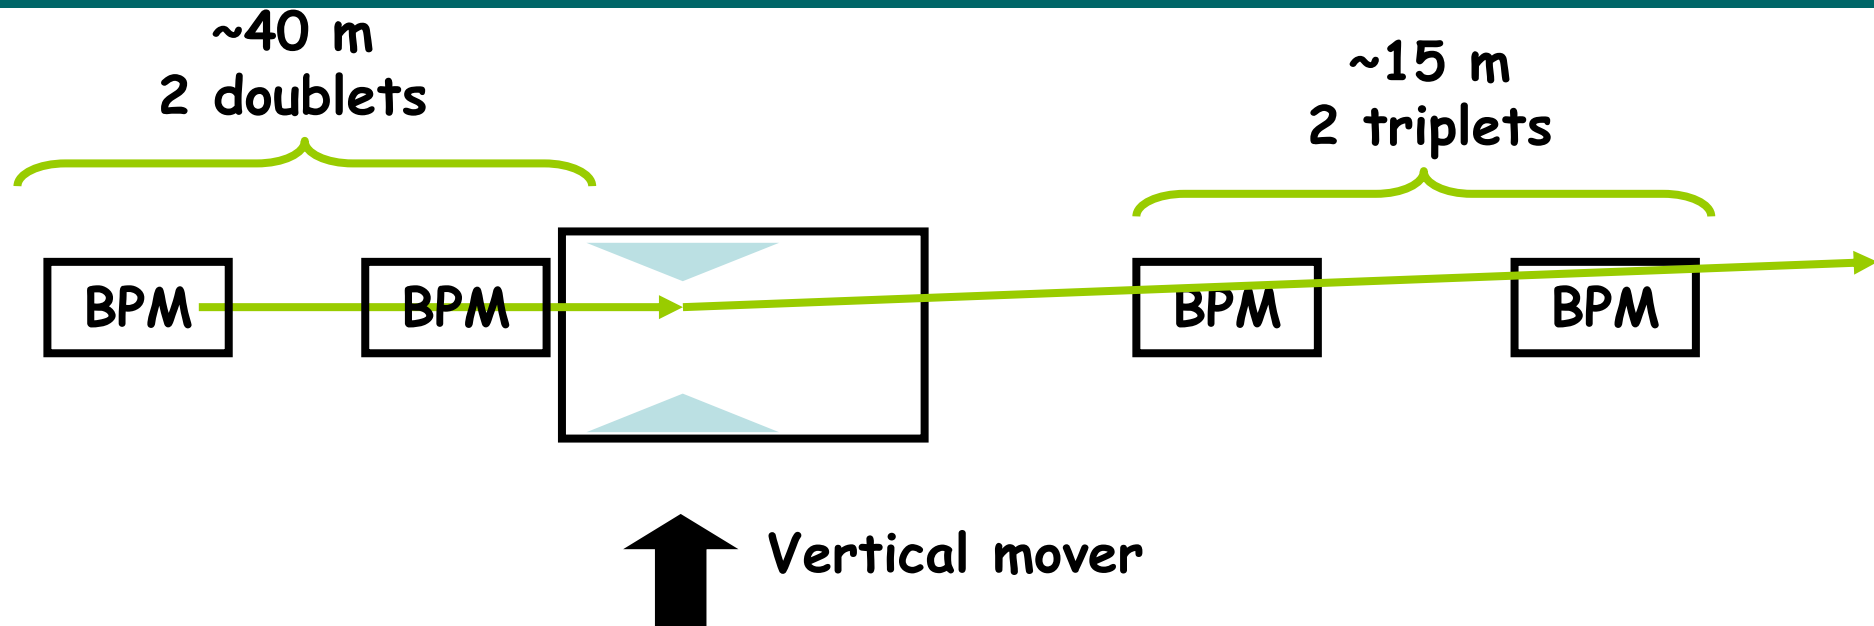 ~40 m
2 doublets
~15 m
2 triplets
BPM
BPM
BPM
BPM
Vertical mover